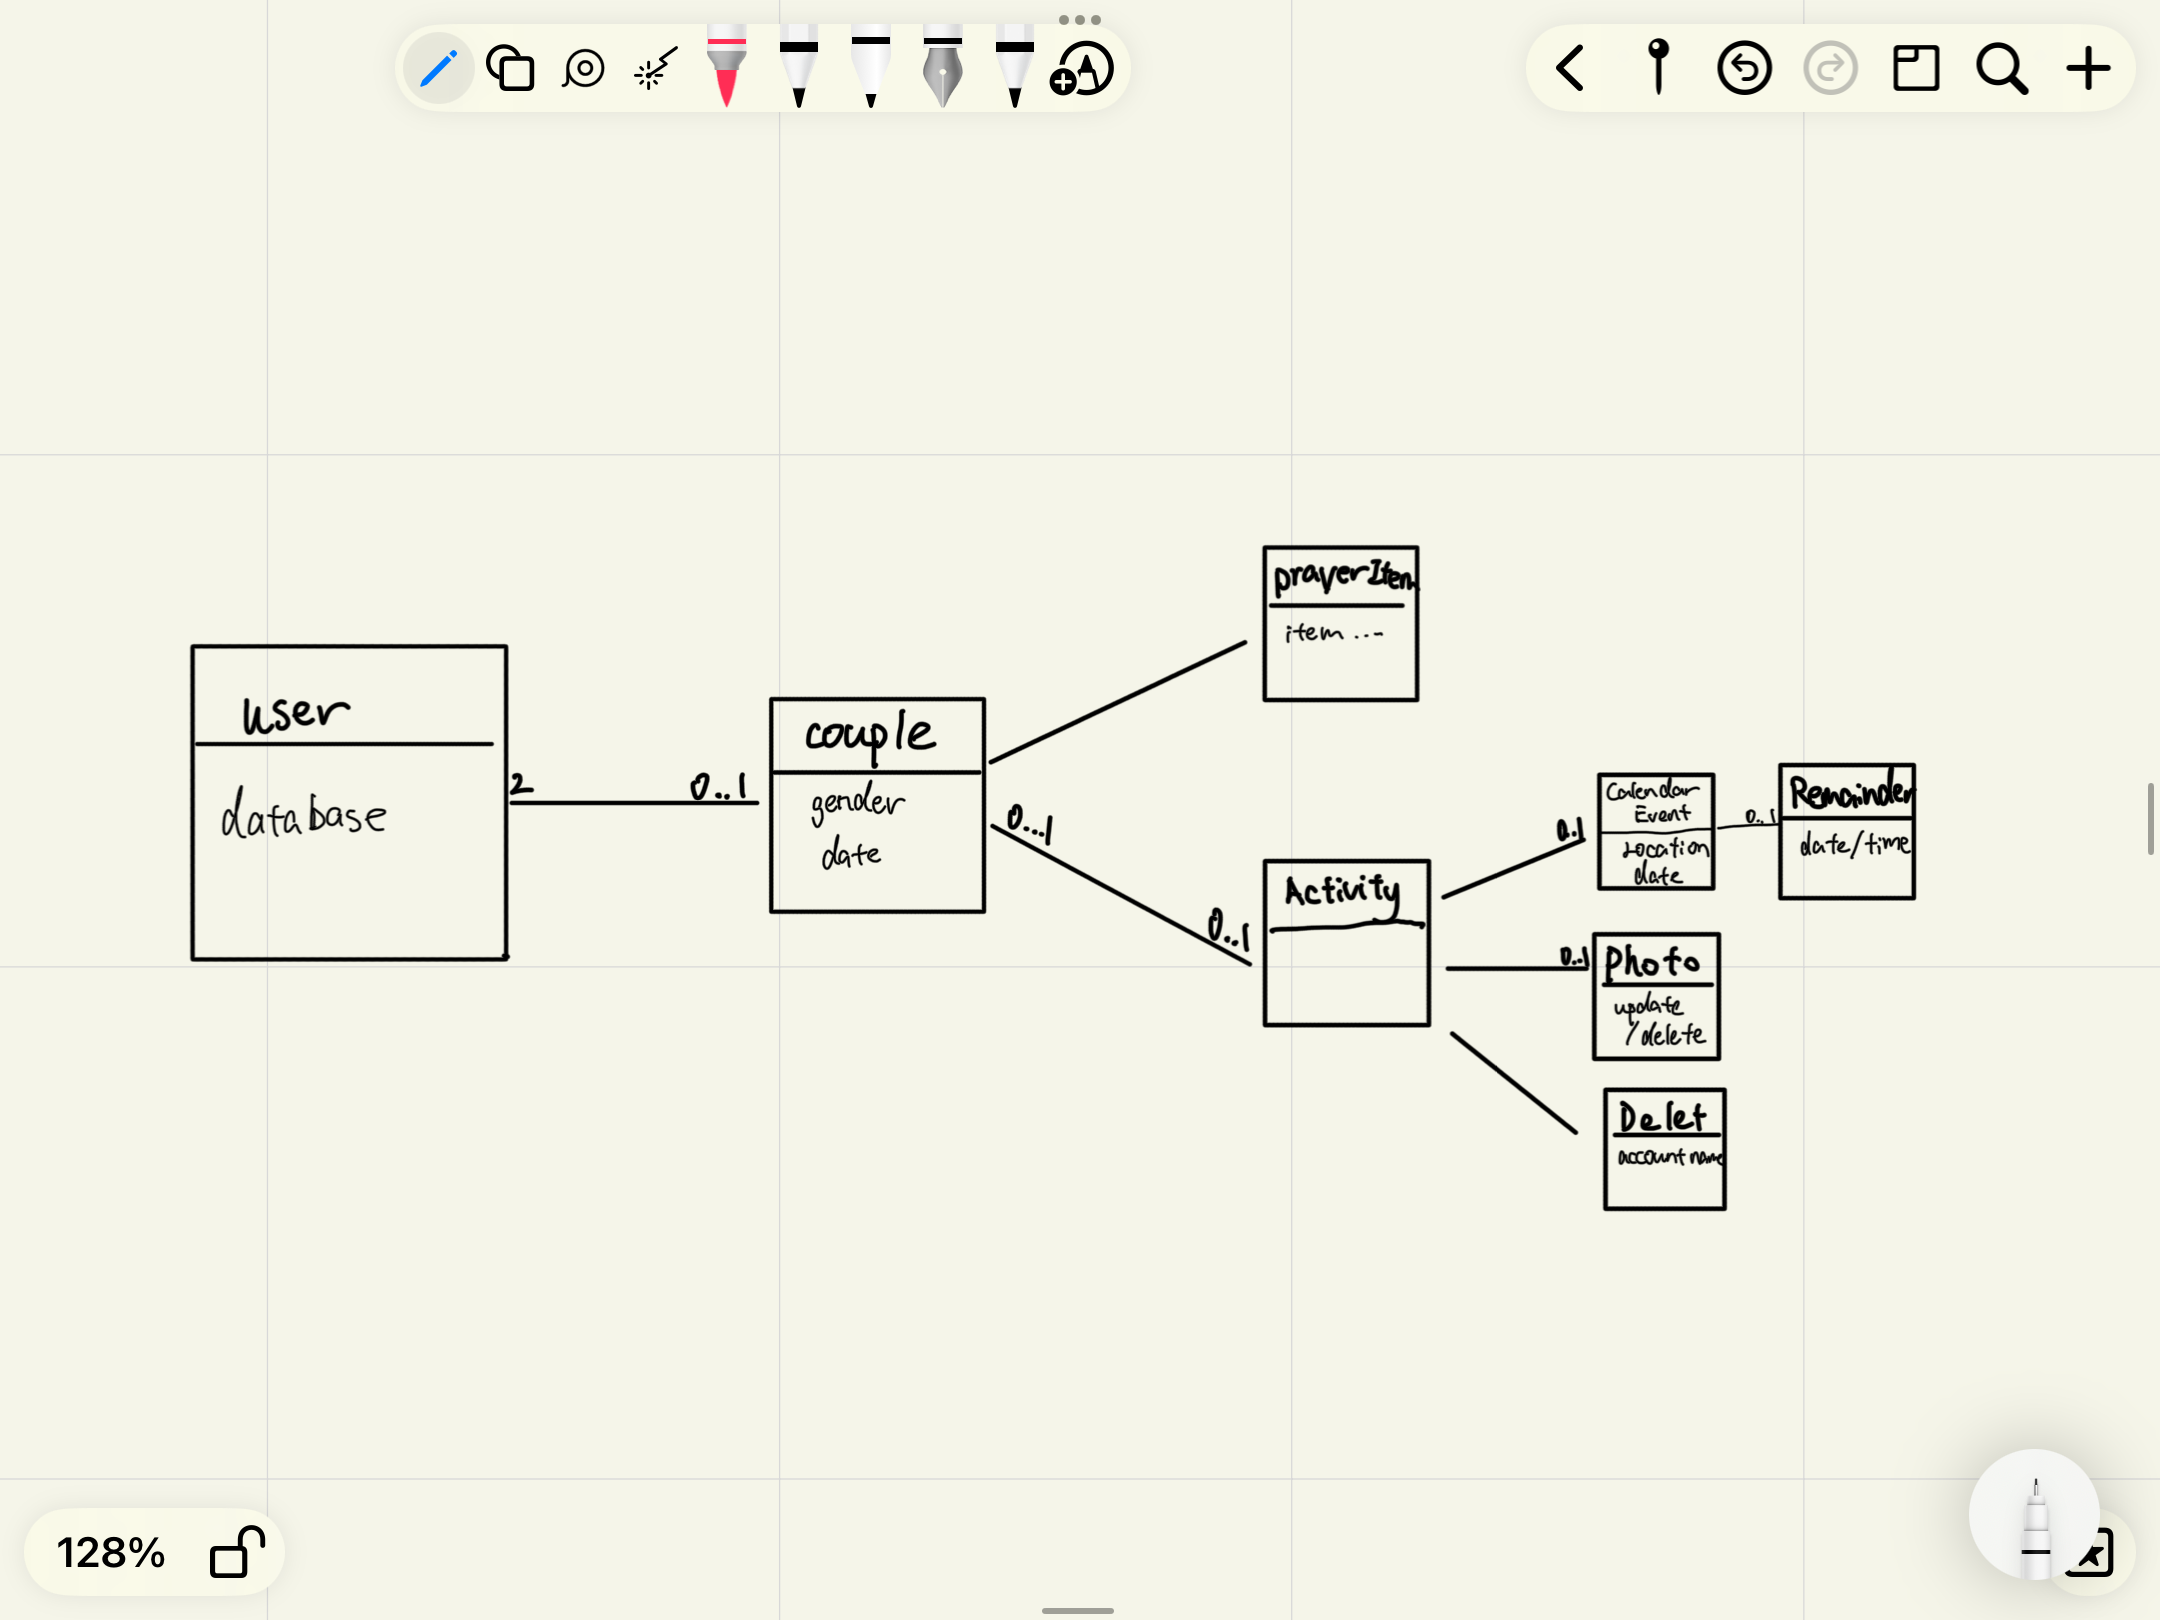 user
database
2
0..1
couple
gender
date
0...1
0..1
prayerItem
item ...
Activity
0.1
Calendar
Event
Location
date
0..1
Remainder
date/time
0..1
Photo
update
/delete
Delet
account name
128%